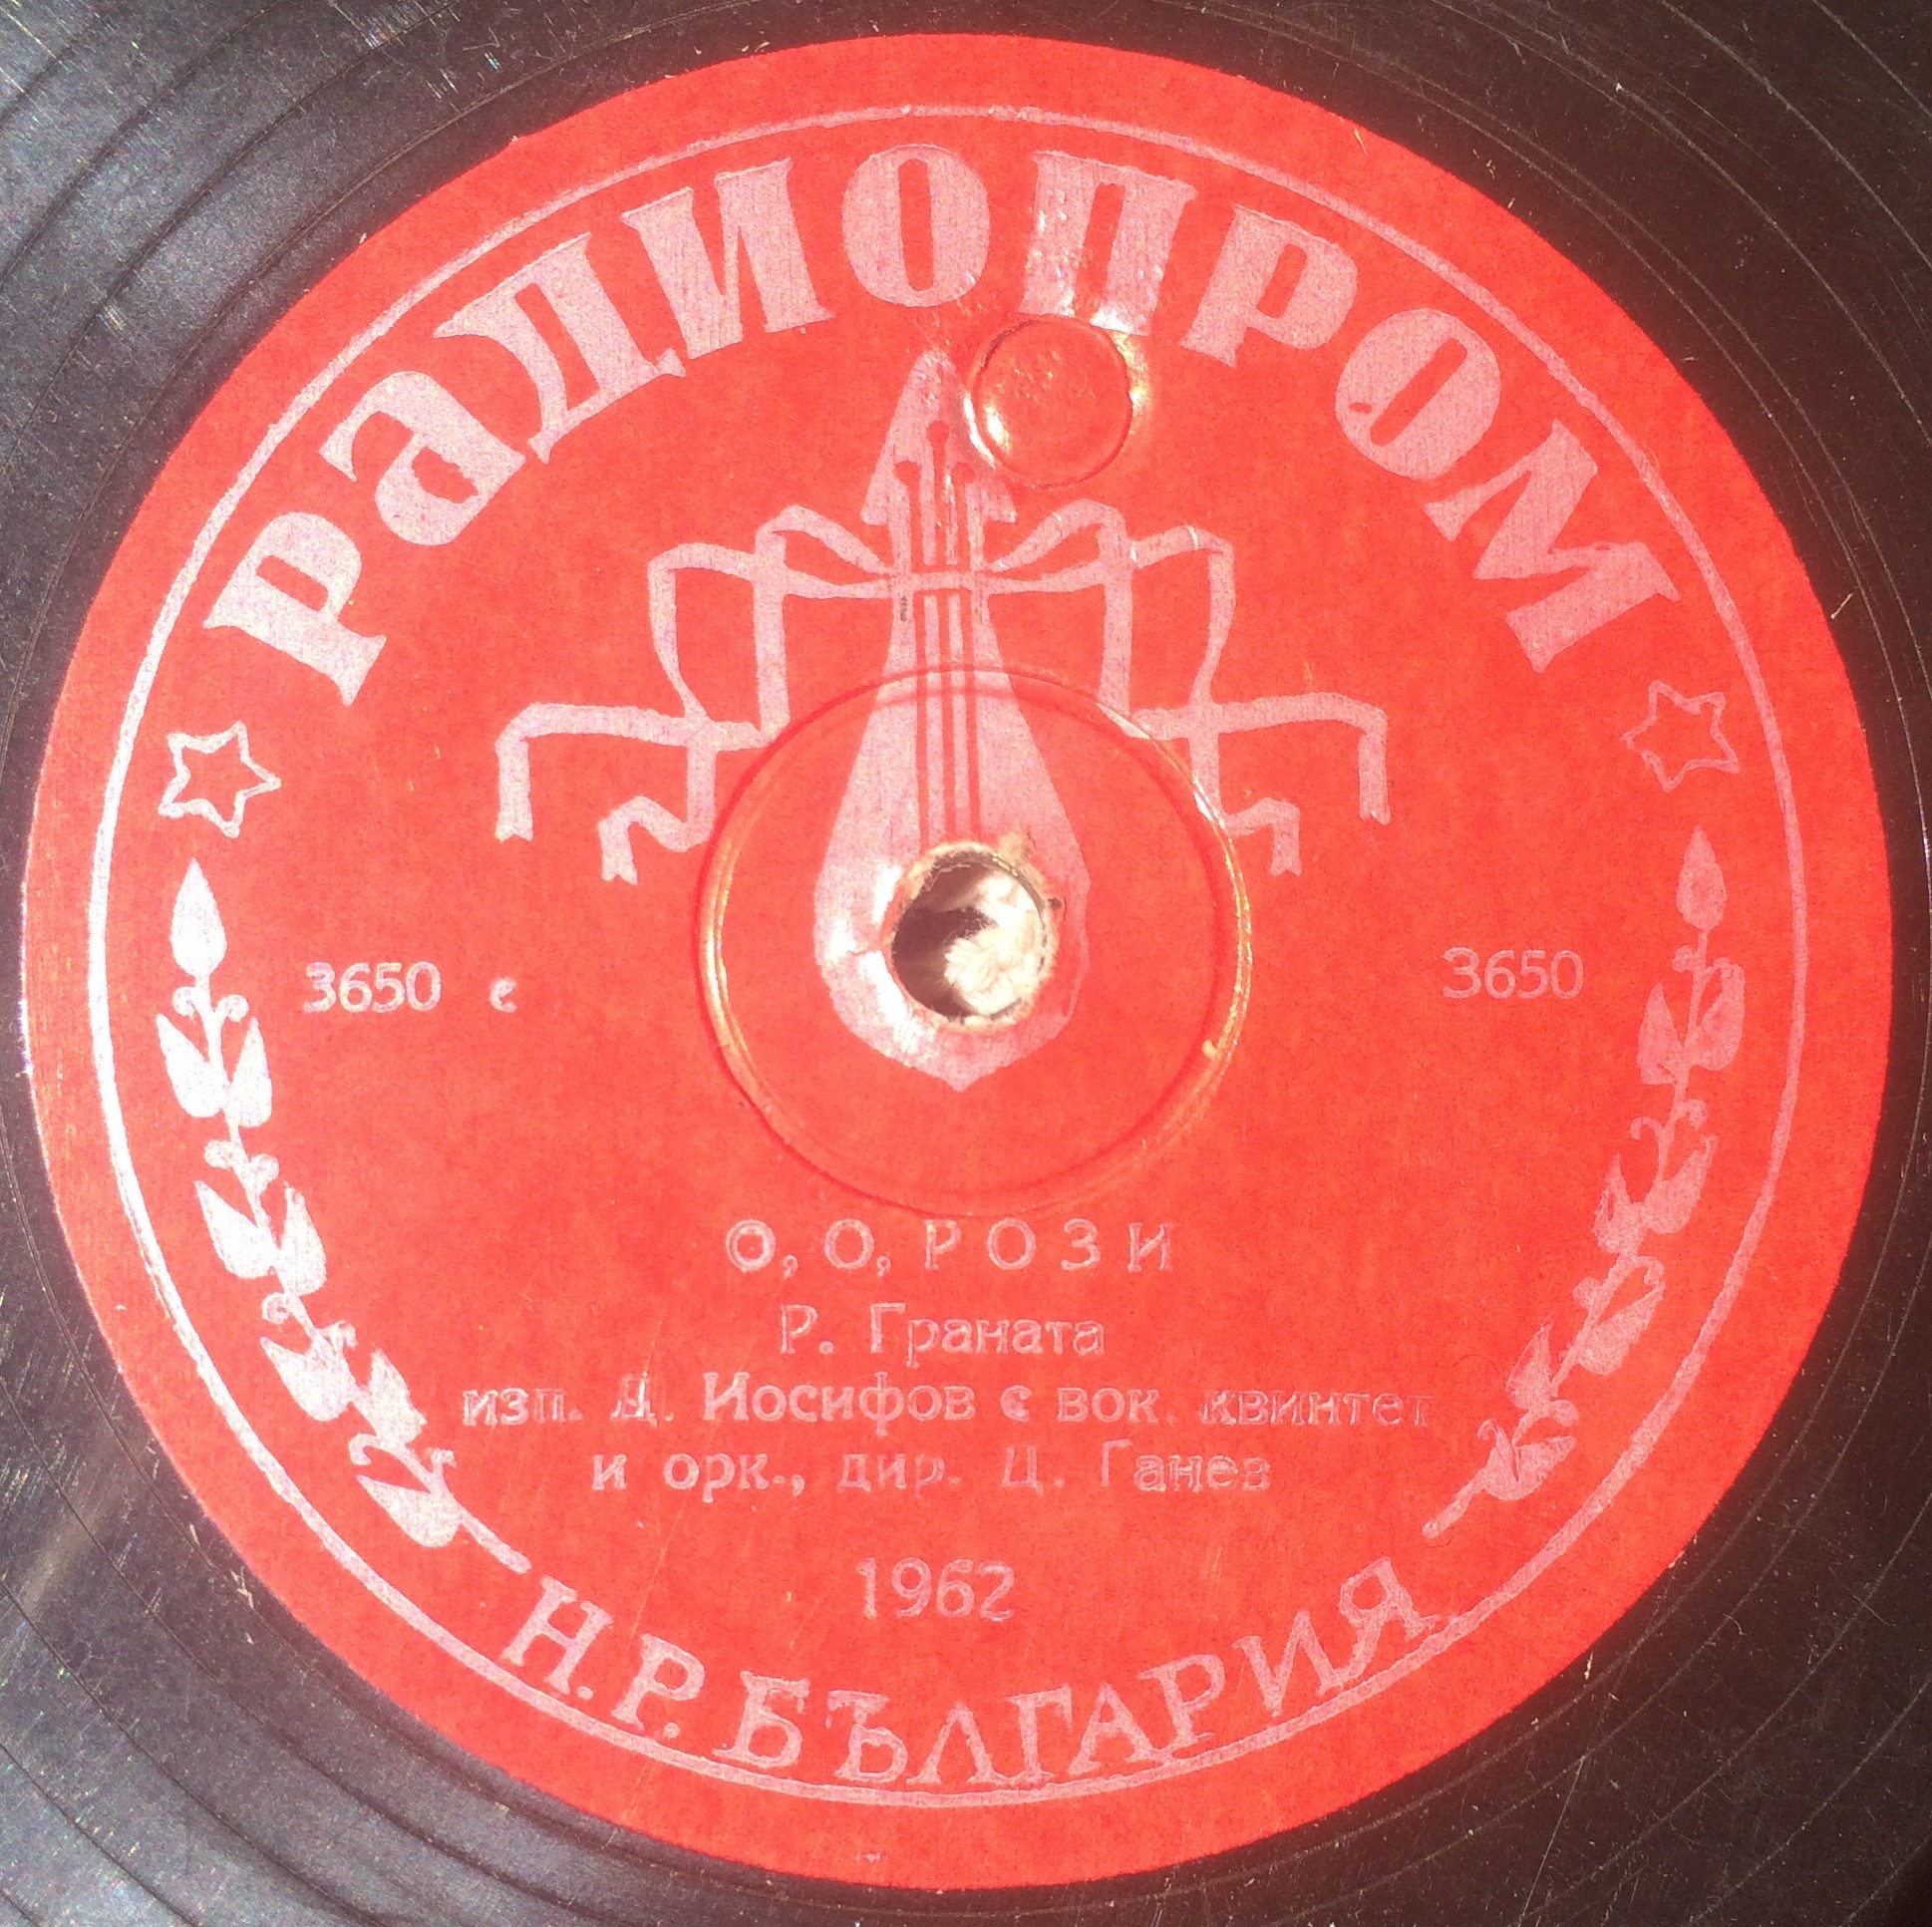 РАДИОПРОМ
3650 е
3650
О, О, РОЗИ
Р. Граната
изп. Д. Иосифов с вок. квинтет
и орк., дир. Ц. Ганев
1962
Н.Р. БЪЛГАРИЯ